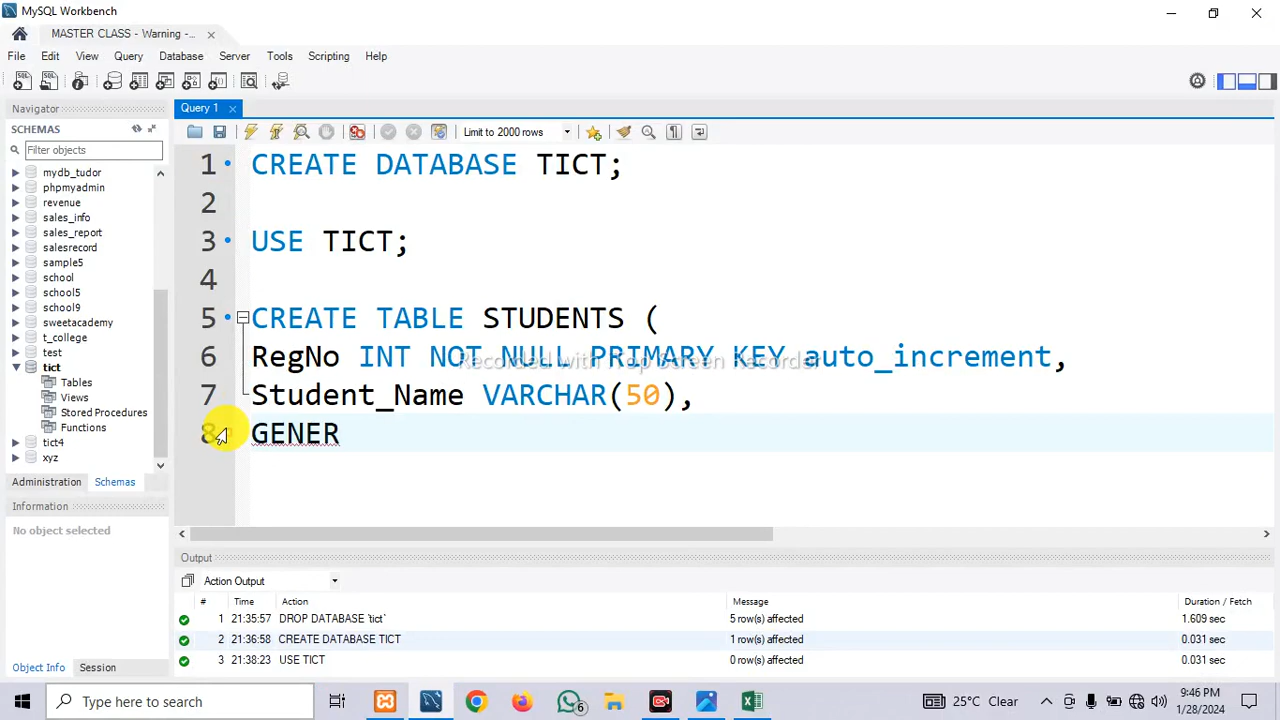 MySQL Workbench
MASTER CLASS - Warning -...
File Edit View Query Database Server Tools Scripting Help
Navigator
SCHEMAS
Filter objects
mydb_tudor
phpmyadmin
revenue
sales_info
sales_report
salesrecord
sample5
school
school5
school9
sweetacademy
t_college
test
tict
Tables
Views
Stored Procedures
Functions
tict4
xyz
Administration Schemas
Information
No object selected
Object Info Session
Query 1
Limit to 2000 rows
1 CREATE DATABASE TICT;
2
3 USE TICT;
4
5 CREATE TABLE STUDENTS (
6 RegNo INT NOT NULL PRIMARY KEY auto_increment,
7 Student_Name VARCHAR(50),
8 GENER
Recorded with iTop Screen Recorder
Output
Action Output
# Time Action Message Duration / Fetch
1 21:35:57 DROP DATABASE `tict` 5 row(s) affected 1.609 sec
2 21:36:58 CREATE DATABASE TICT 1 row(s) affected 0.031 sec
3 21:38:23 USE TICT 0 row(s) affected 0.031 sec
Type here to search
6
25°C Clear
9:46 PM
1/28/2024